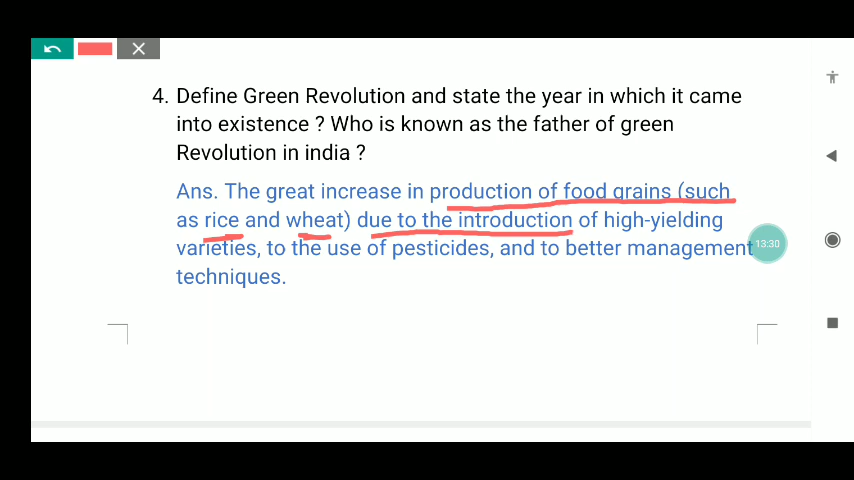 4. Define Green Revolution and state the year in which it came
into existence ? Who is known as the father of green
Revolution in india ?
Ans. The great increase in production of food grains (such
as rice and wheat) due to the introduction of high-yielding
varieties, to the use of pesticides, and to better management
13:30
techniques.